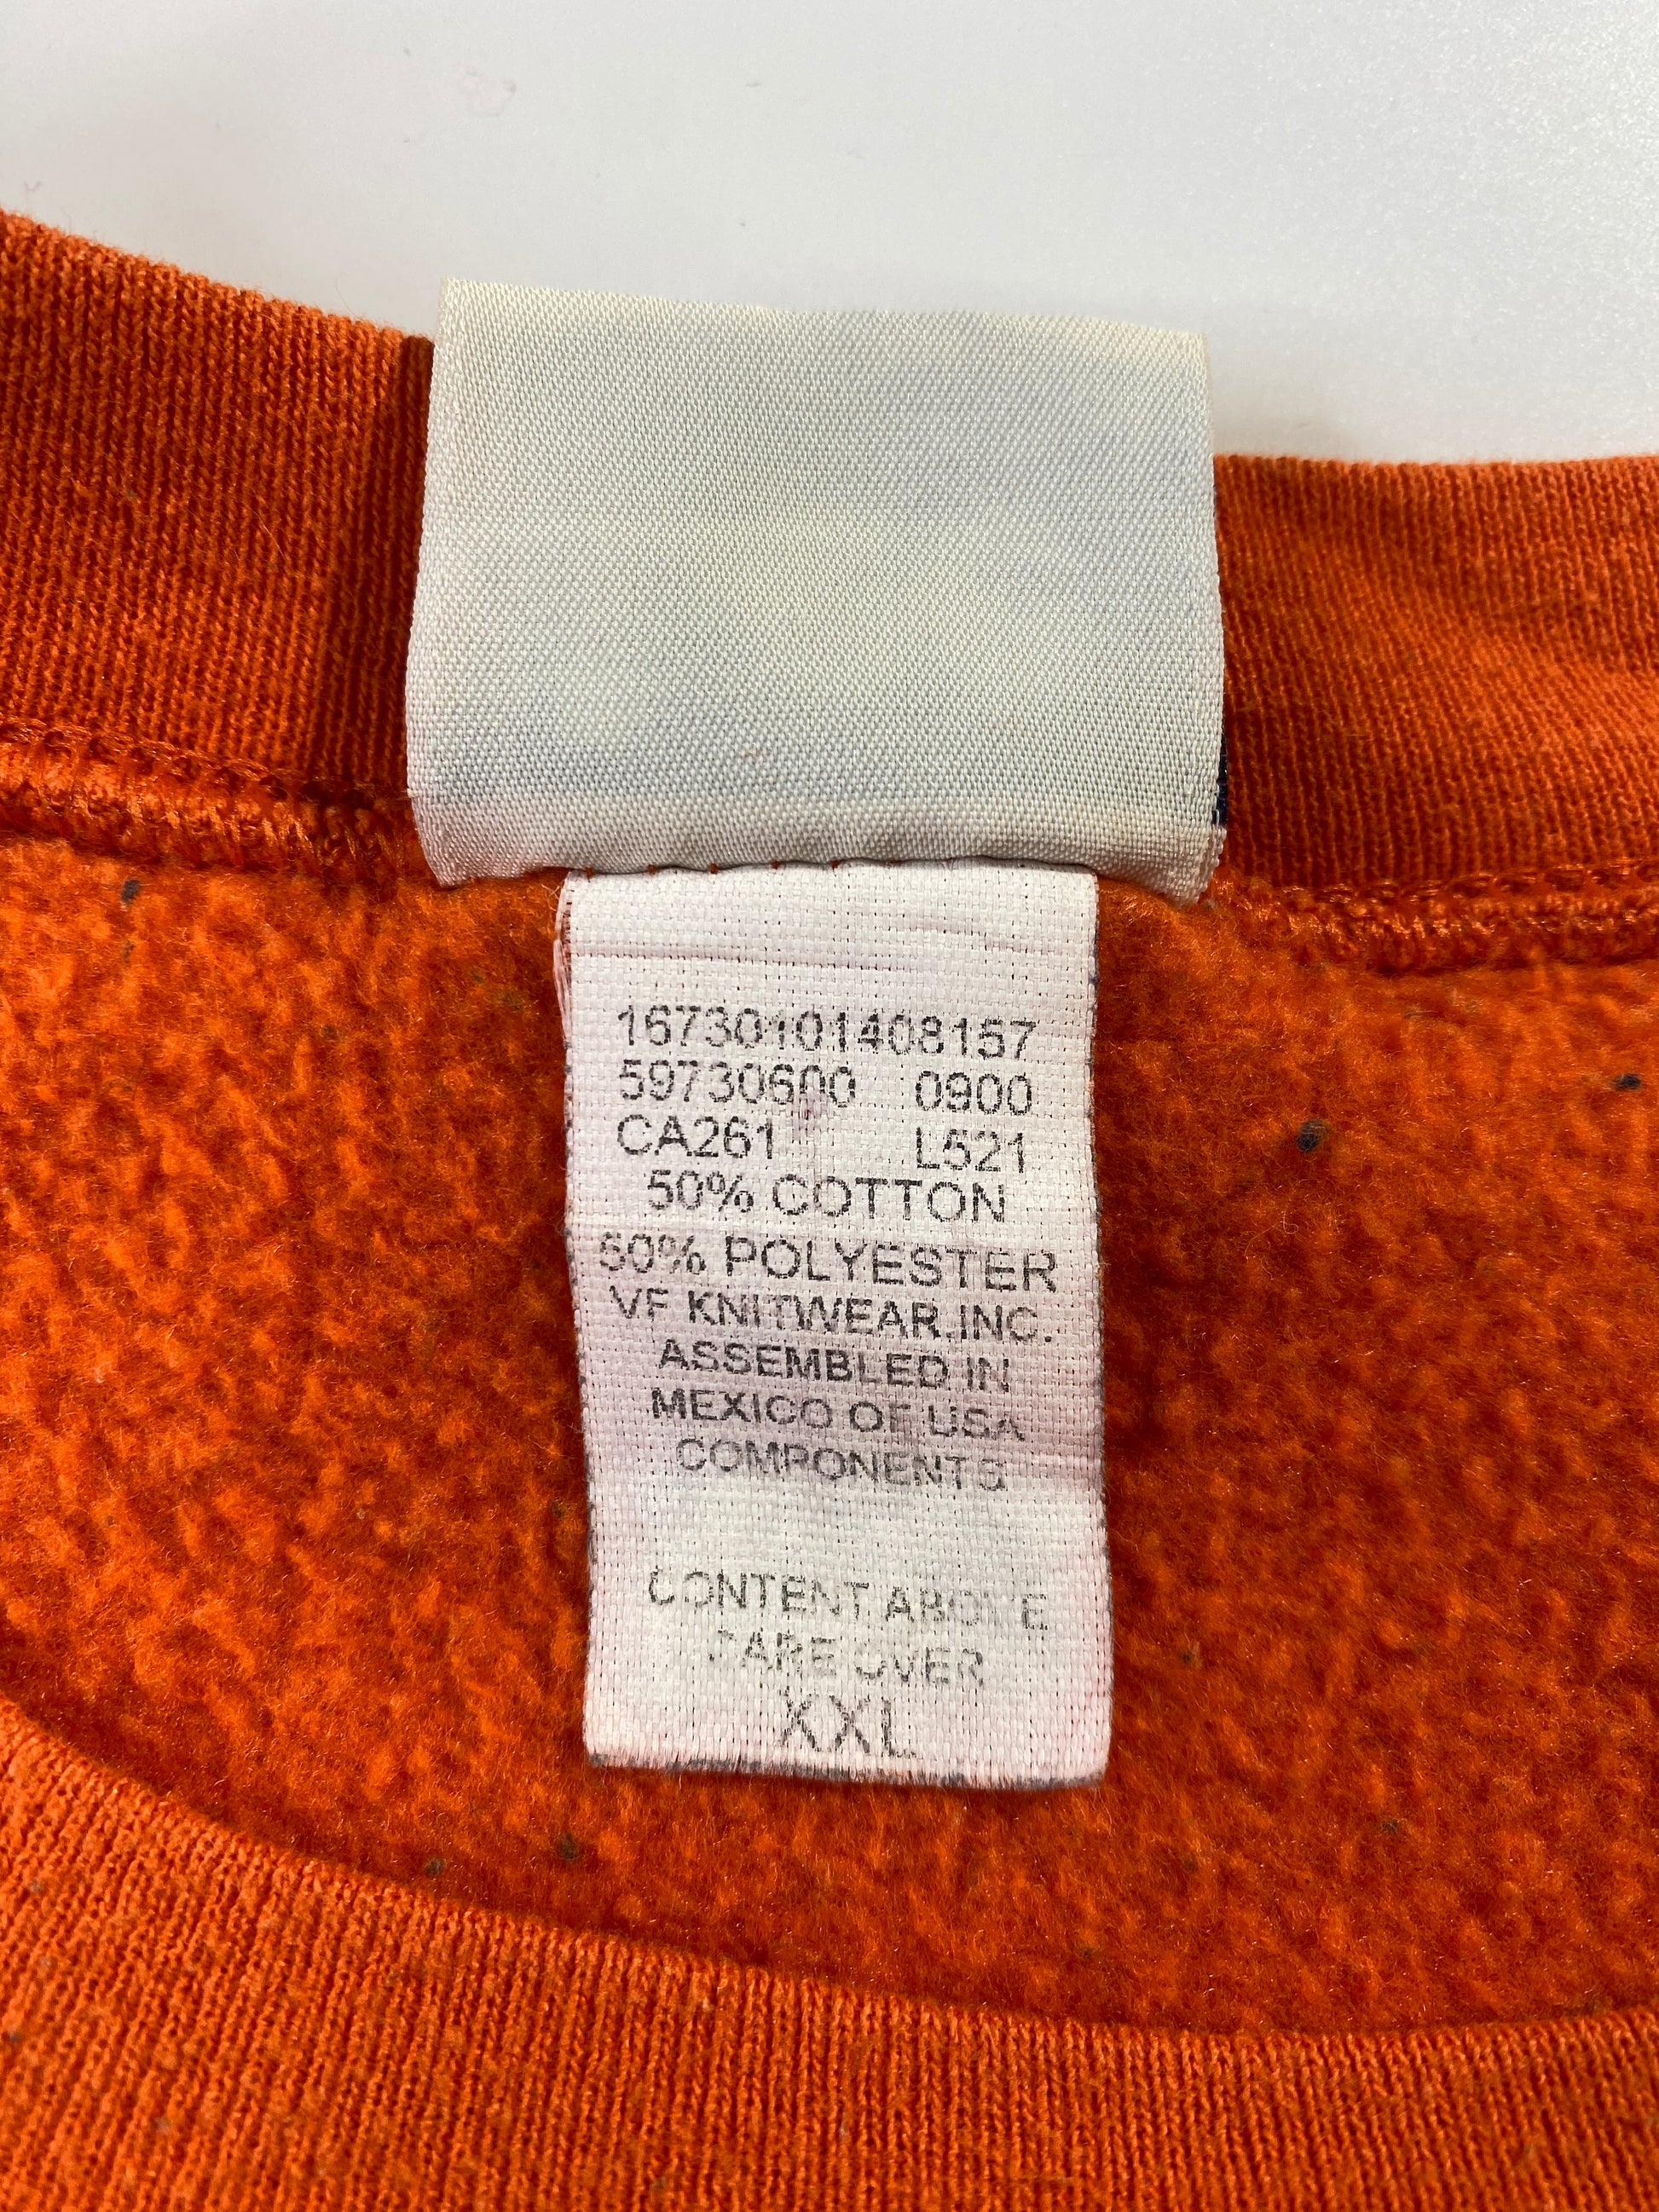 16730101408157
59730600 0900
CA261 L521
50% COTTON
50% POLYESTER
VF KNITWEAR,INC.
ASSEMBLED IN
MEXICO OF USA
COMPONENTS
CONTENT ABOVE
CARE OVER
XXL